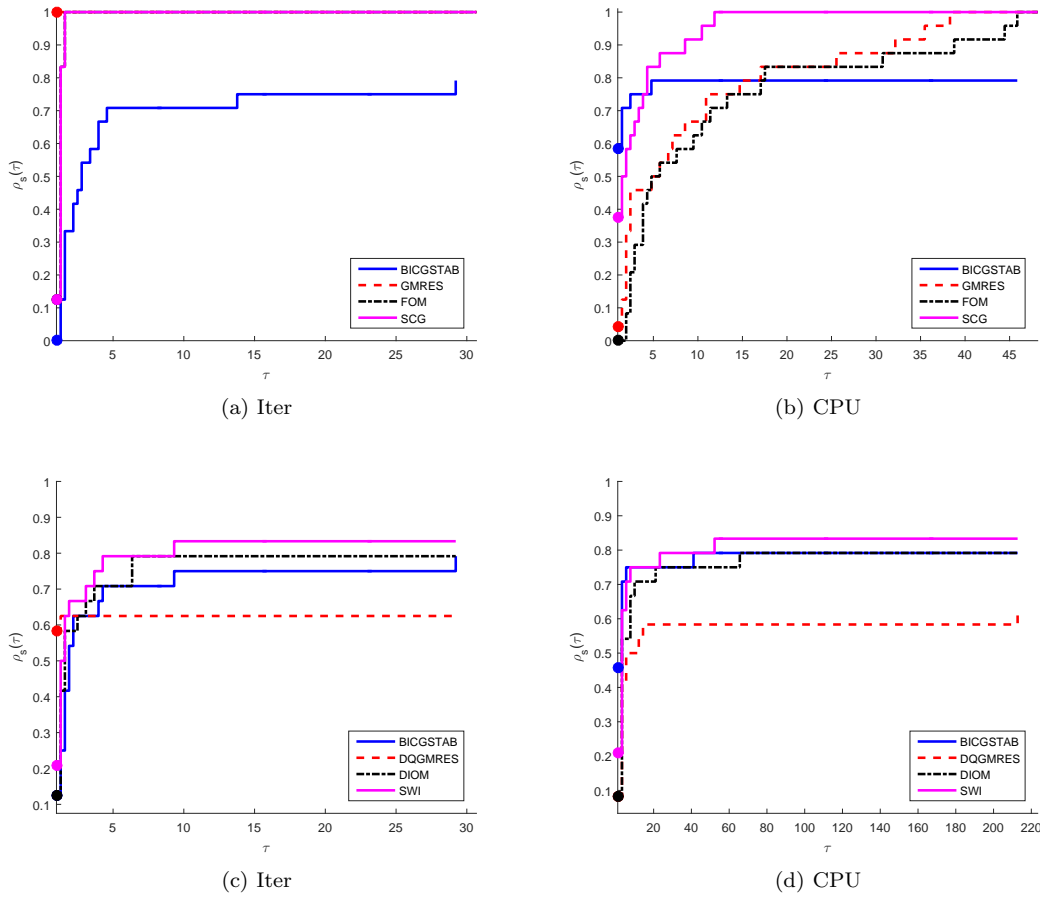 1
0.9
0.8
0.7
0.6
0.5
0.4
0.3
0.2
0.1
0
ρs(τ)
5
10
15
20
25
30
τ
BICGSTAB
GMRES
FOM
SCG
(a) Iter
1
0.9
0.8
0.7
0.6
0.5
0.4
0.3
0.2
0.1
0
ρs(τ)
5
10
15
20
25
30
35
40
45
τ
BICGSTAB
GMRES
FOM
SCG
(b) CPU
1
0.9
0.8
0.7
0.6
0.5
0.4
0.3
0.2
0.1
ρs(τ)
5
10
15
20
25
30
τ
BICGSTAB
DQGMRES
DIOM
SWI
(c) Iter
1
0.9
0.8
0.7
0.6
0.5
0.4
0.3
0.2
0.1
ρs(τ)
20
40
60
80
100
120
140
160
180
200
220
τ
BICGSTAB
DQGMRES
DIOM
SWI
(d) CPU